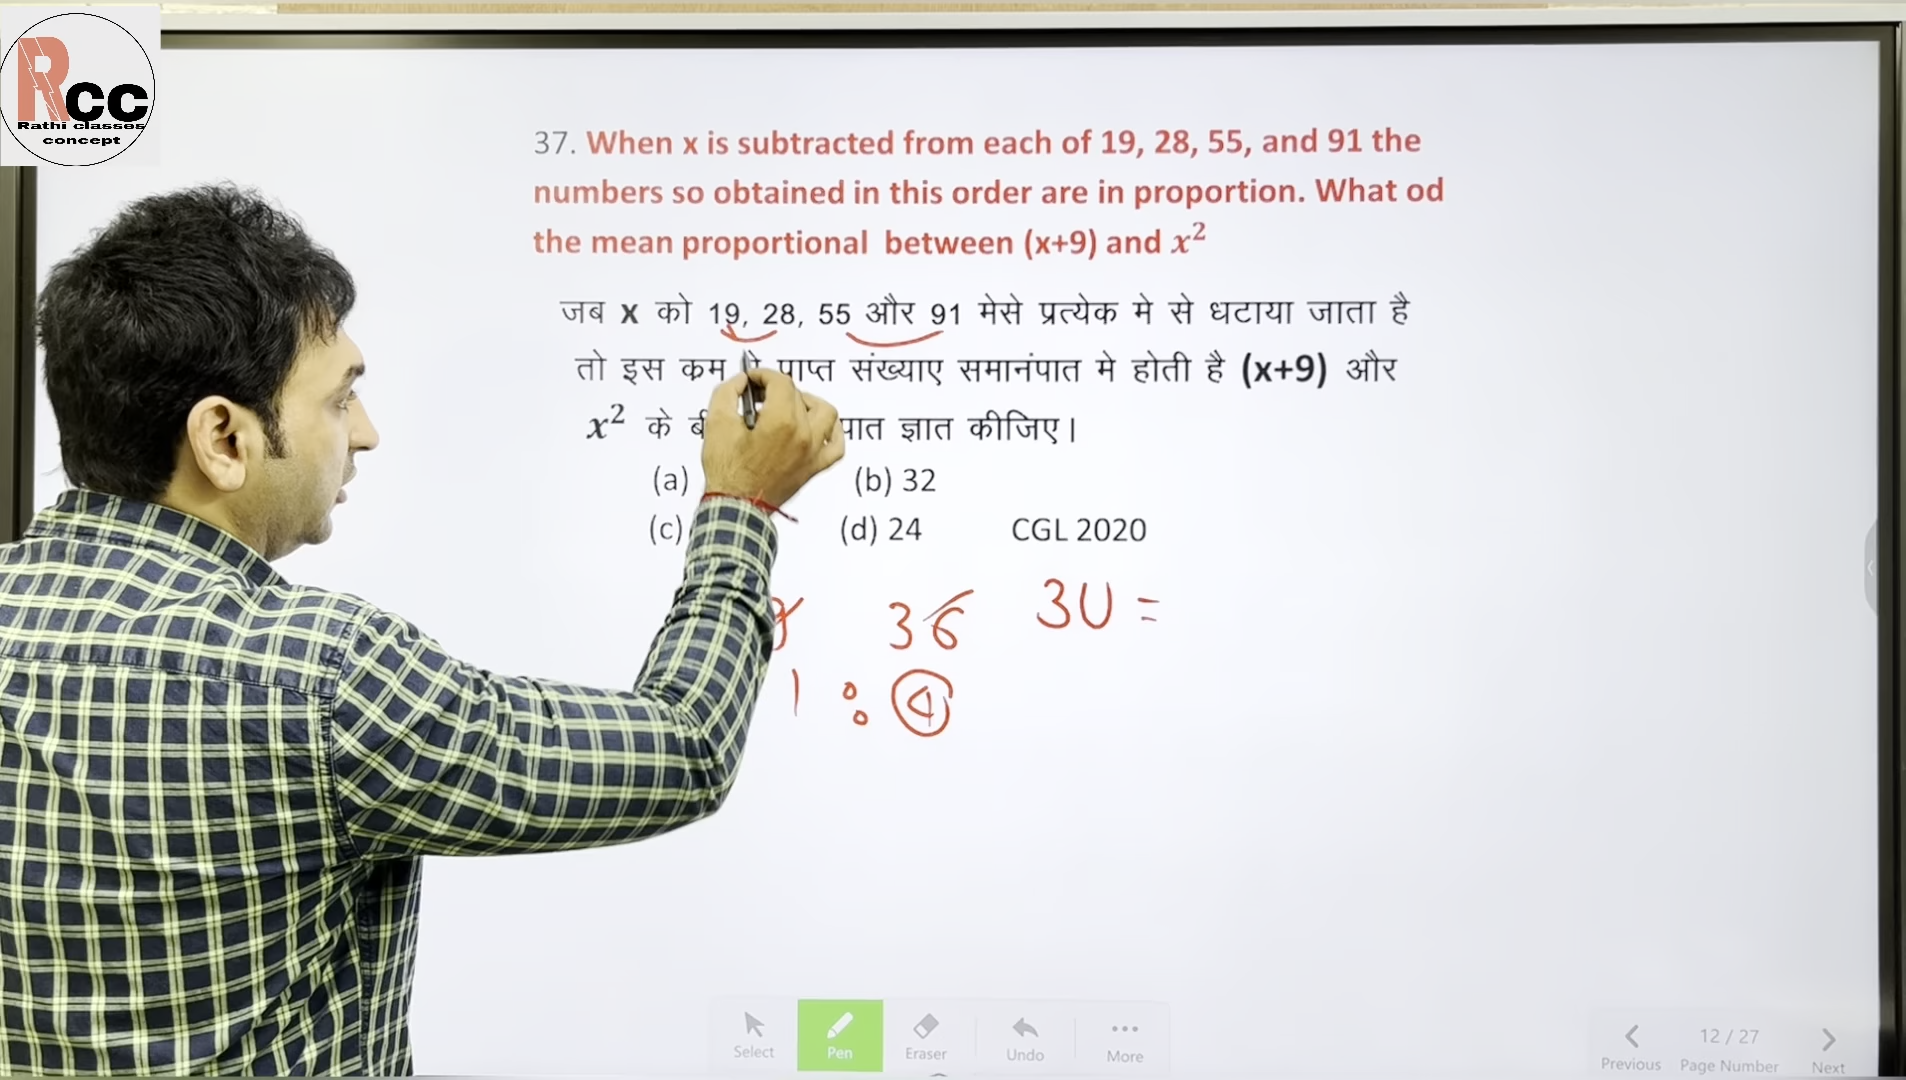 Rcc
Rathi classes
concept
37. When x is subtracted from each of 19, 28, 55, and 91 the
numbers so obtained in this order are in proportion. What od
the mean proportional between (x+9) and x²
जब x को 19, 28, 55 और 91 मेसे प्रत्येक मे से धटाया जाता है
तो इस कम प्राप्त संख्याए समानंपात मे होती है (x+9) और
x² के पात ज्ञात कीजिए।
(a) (b) 32
(c) (d) 24 CGL 2020
36 3U =
1 : 4
Select Pen Eraser Undo More
12 / 27
Previous Page Number Next